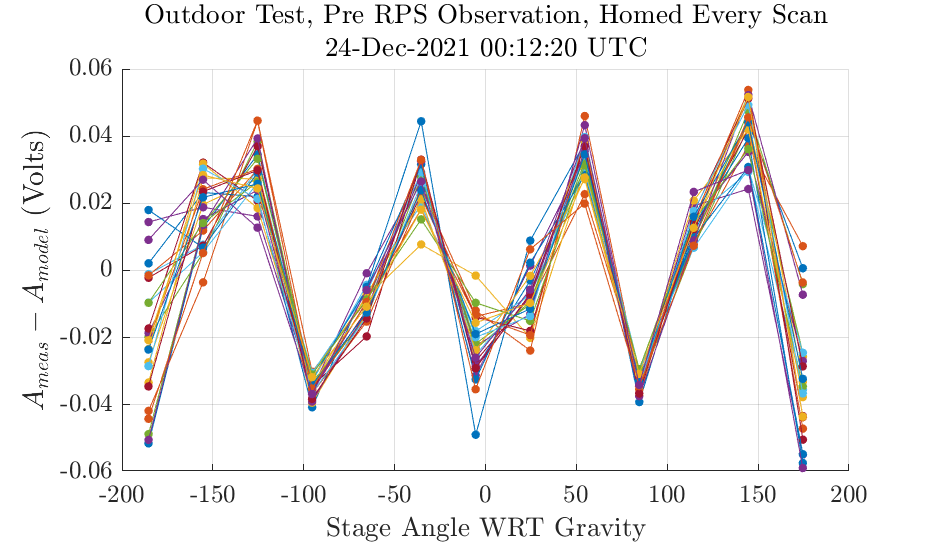 Outdoor Test, Pre RPS Observation, Homed Every Scan
24-Dec-2021 00:12:20 UTC
A_meas − A_model (Volts)
0.06
0.04
0.02
0
-0.02
-0.04
-0.06
-200 -150 -100 -50 0 50 100 150 200
Stage Angle WRT Gravity